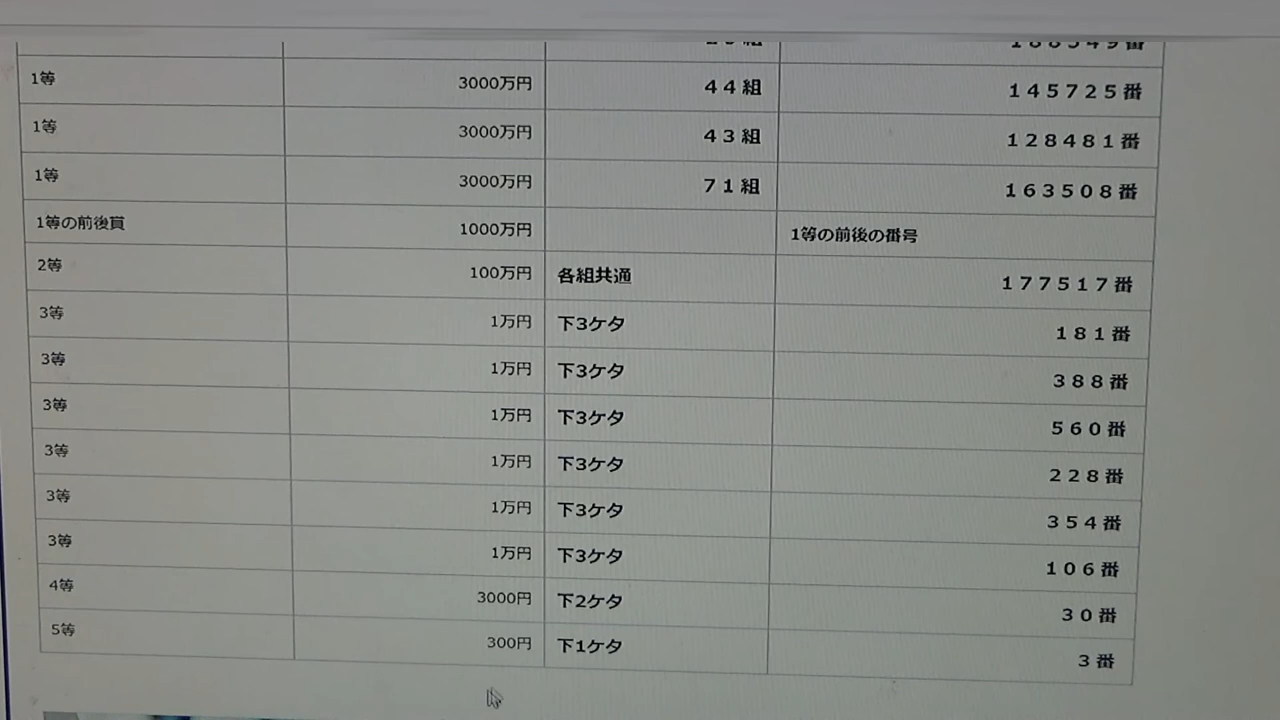 1等 3000万円 44組 145725番
1等 3000万円 43組 128481番
1等 3000万円 71組 163508番
1等の前後賞 1000万円 1等の前後の番号
2等 100万円 各組共通 177517番
3等 1万円 下3ケタ 181番
3等 1万円 下3ケタ 388番
3等 1万円 下3ケタ 560番
3等 1万円 下3ケタ 228番
3等 1万円 下3ケタ 354番
3等 1万円 下3ケタ 106番
4等 3000円 下2ケタ 30番
5等 300円 下1ケタ 3番